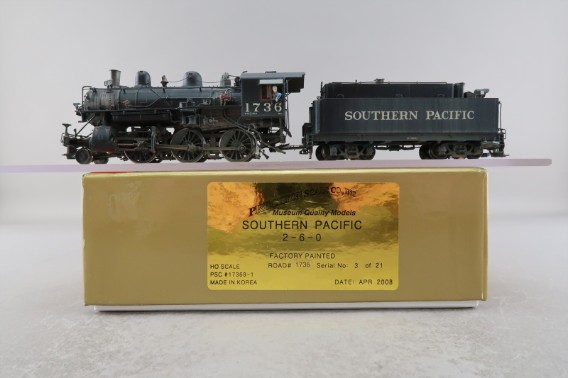 1736
SOUTHERN PACIFIC
Museum Quality Models
SOUTHERN PACIFIC
2-6-0
FACTORY PAINTED
HO SCALE ROAD# 1736 Serial No: 3 of 21
PSC #17369-1
MADE IN KOREA DATE: APR 2008